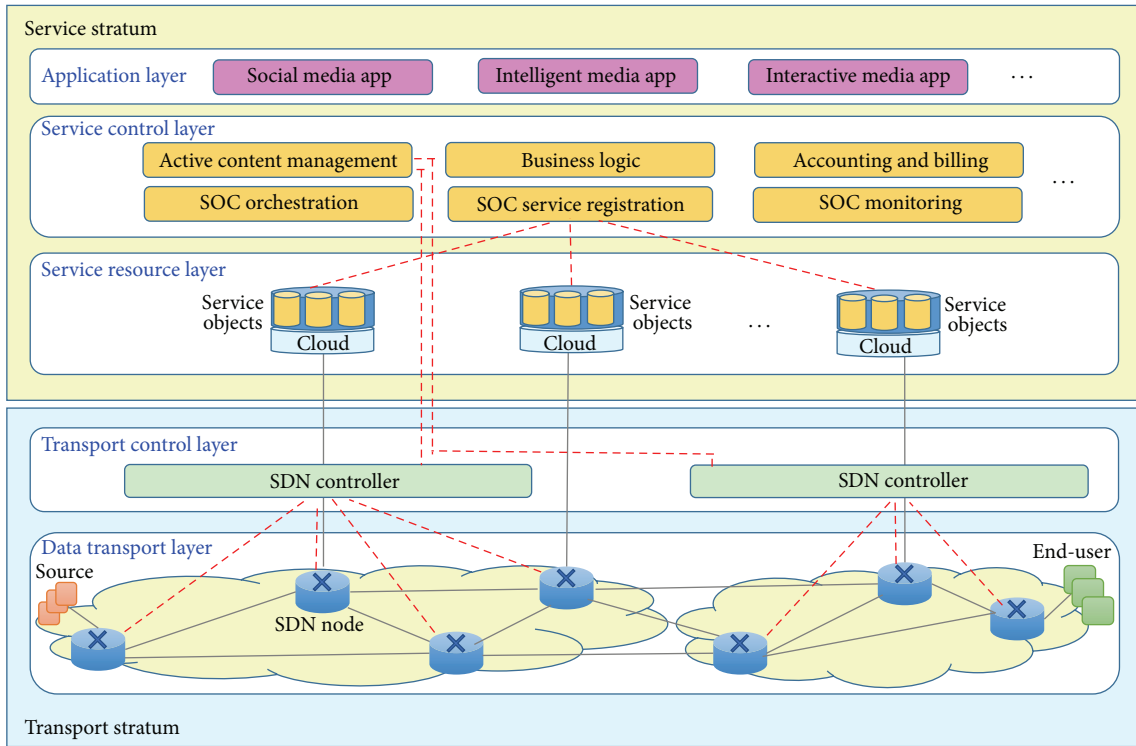 Service stratum
Application layer
Social media app
Intelligent media app
Interactive media app
...
Service control layer
Active content management
Business logic
Accounting and billing
SOC orchestration
SOC service registration
SOC monitoring
...
Service resource layer
Service
objects
Cloud
Service
objects
Cloud
...
Service
objects
Cloud
Transport control layer
SDN controller
SDN controller
Data transport layer
Source
End-user
SDN node
Transport stratum